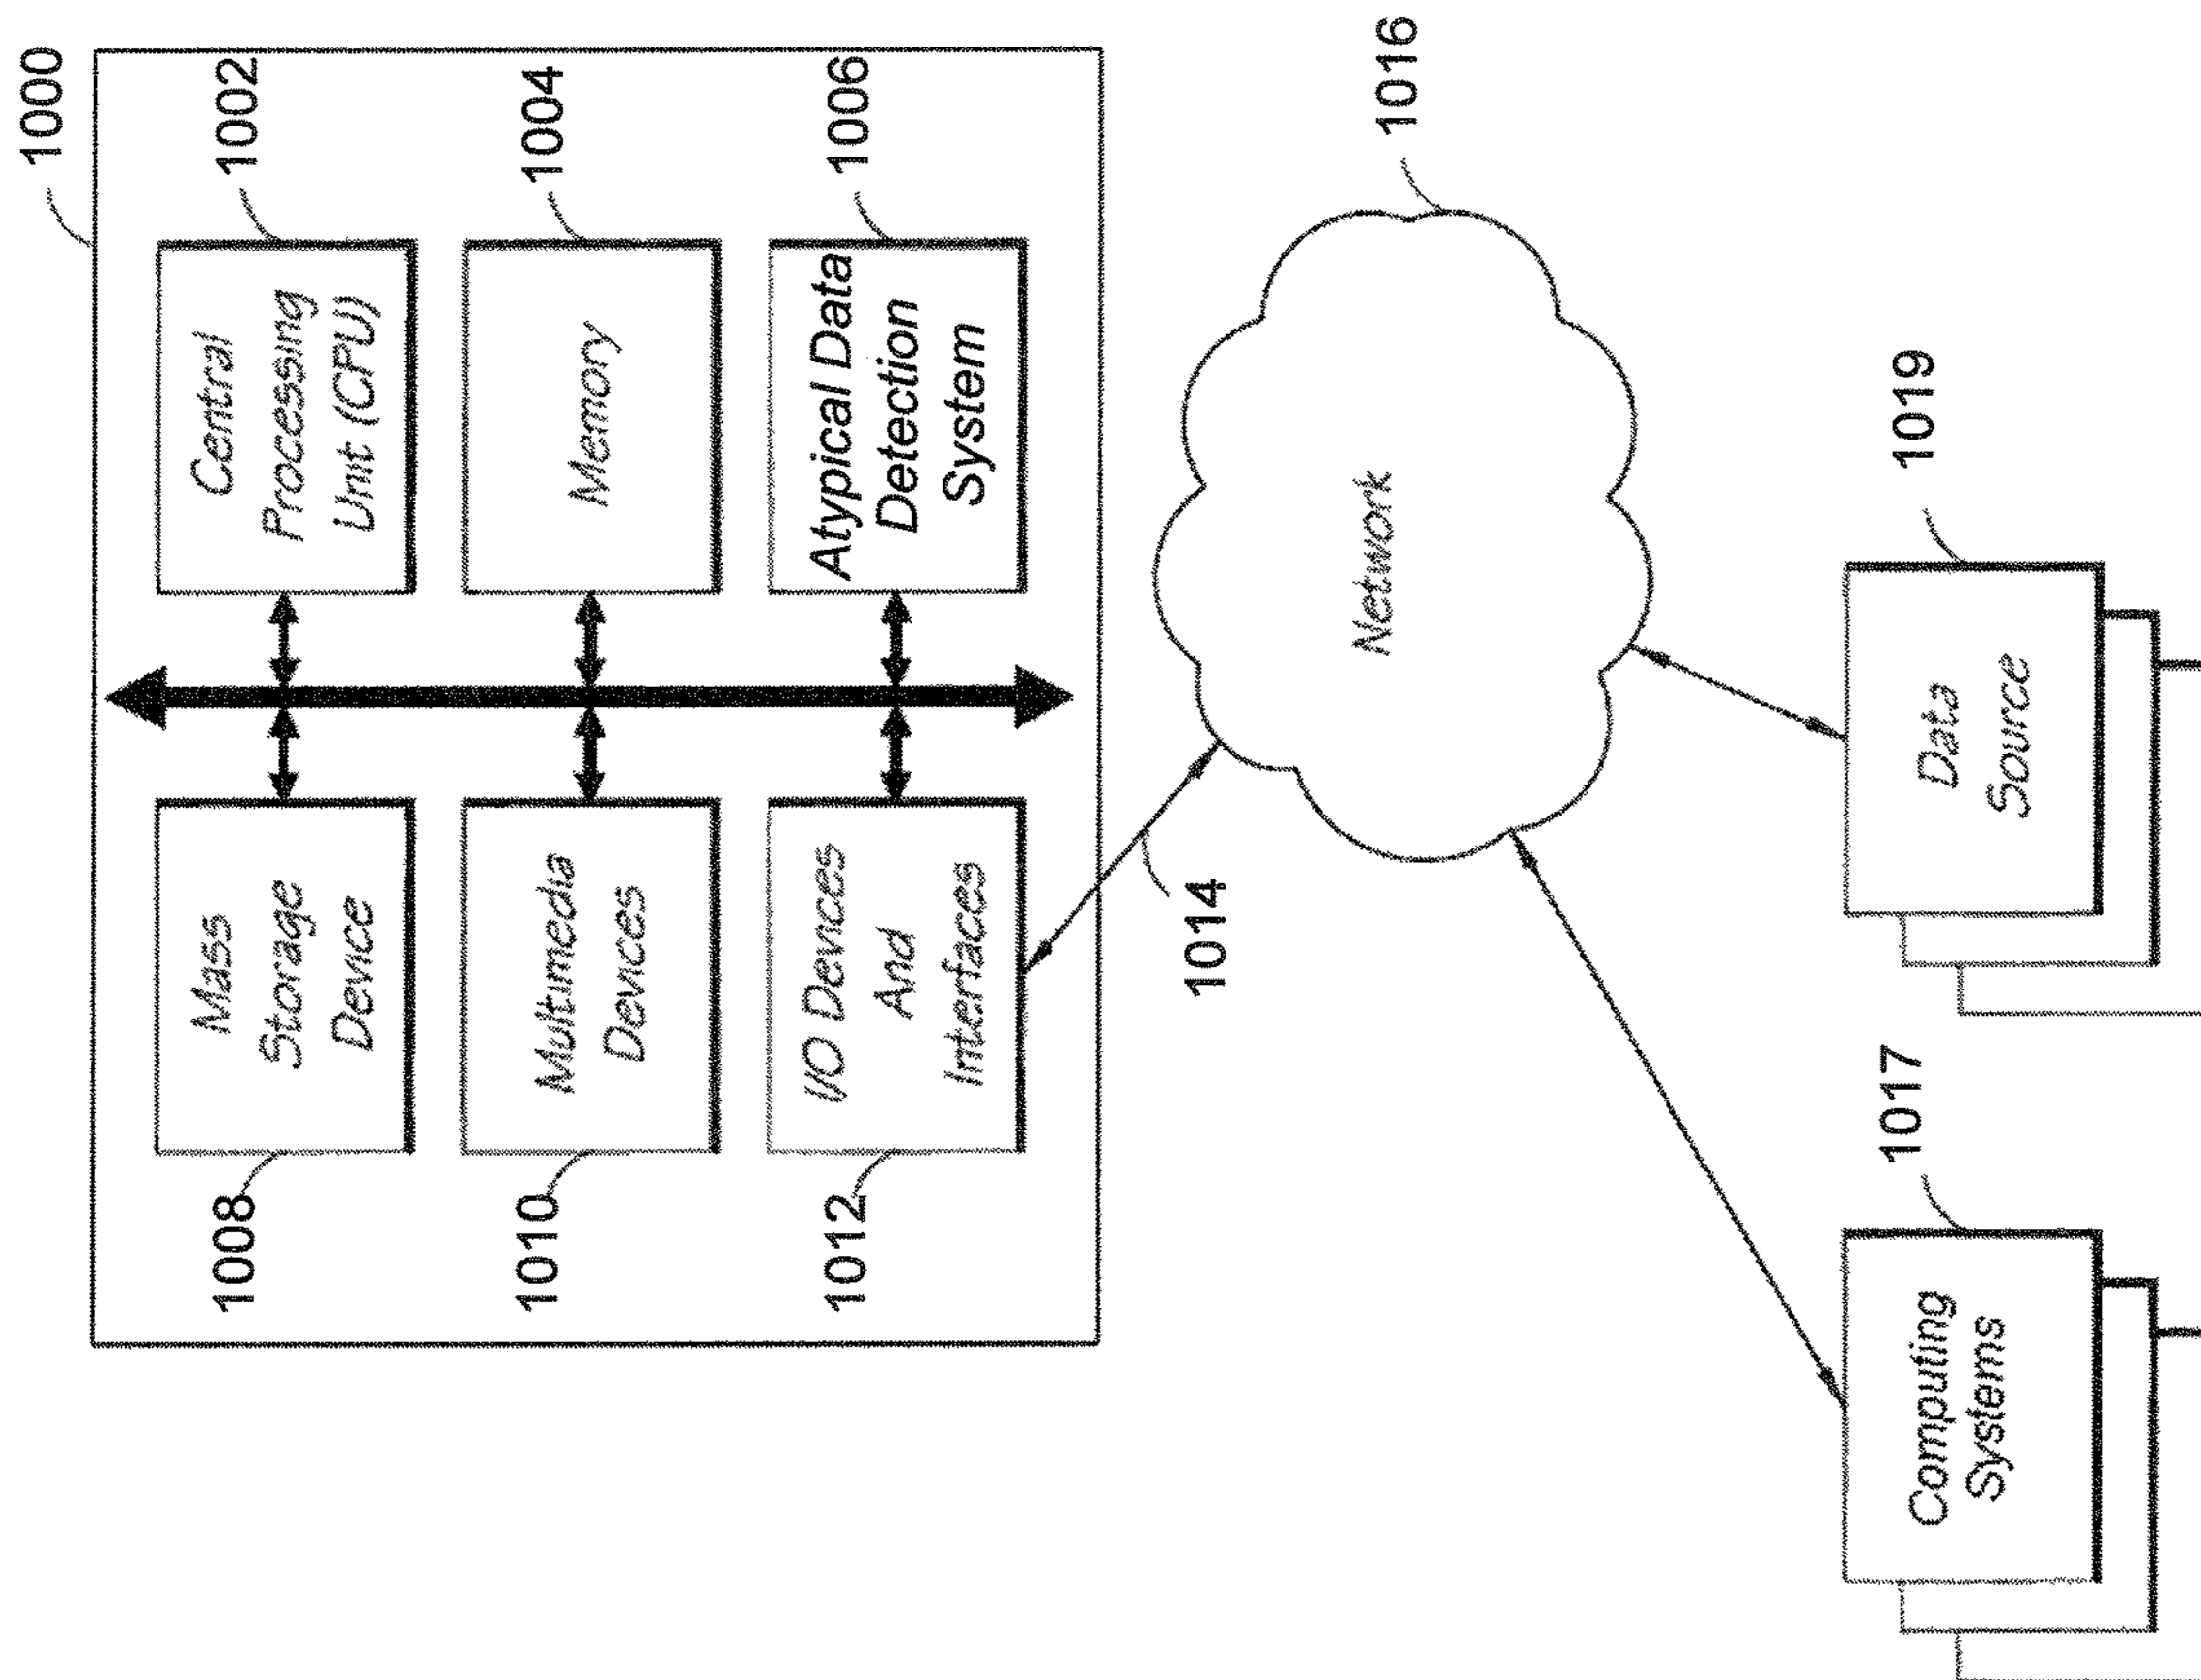 1000
1008
Mass
Storage
Device
Central
Processing
Unit (CPU)
1002
1010
Multimedia
Devices
Memory
1004
1012
I/O Devices
And
Interfaces
Atypical Data
Detection
System
1006
1014
Network
1016
1017
Computing
Systems
1019
Data
Source